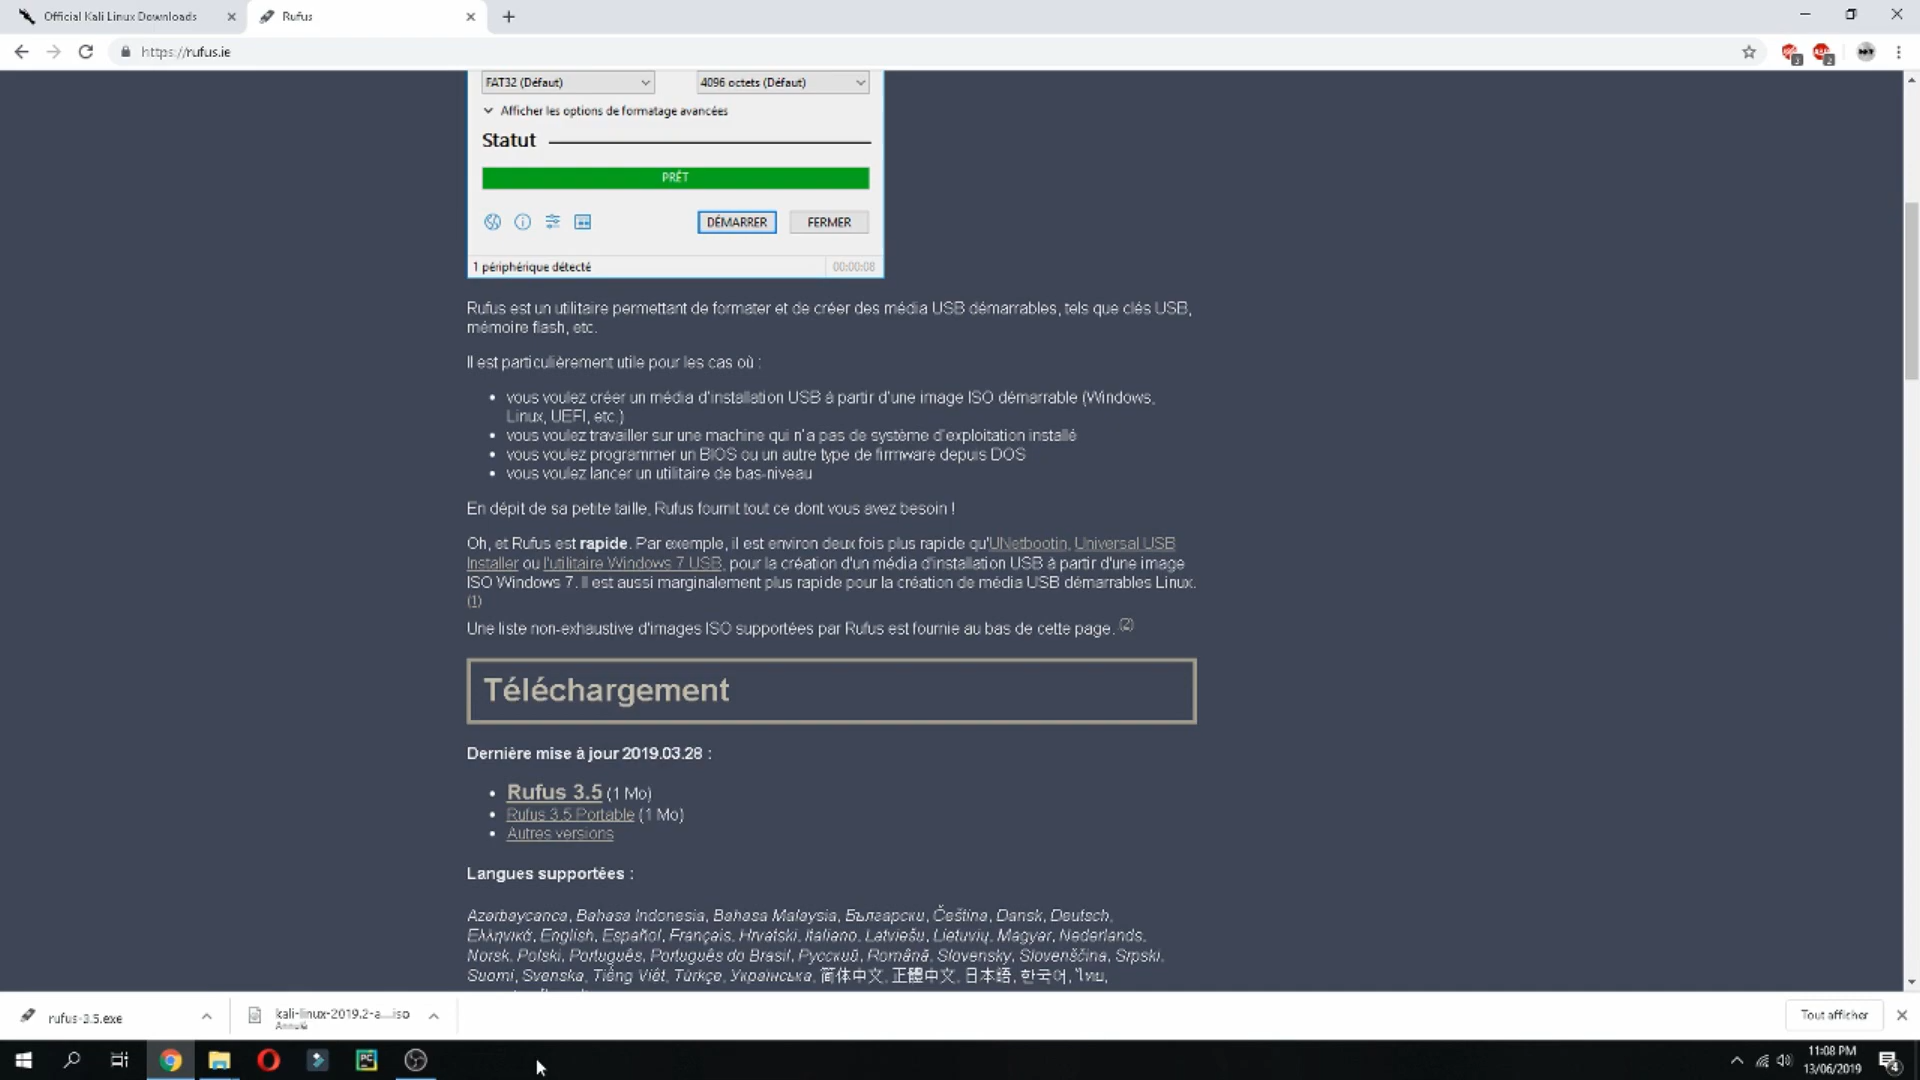 Official Kali Linux Downloads
Rufus
https://rufus.ie
FAT32 (Défaut)
4096 octets (Défaut)
Afficher les options de formatage avancées
Statut
PRÊT
DÉMARRER
FERMER
1 périphérique détecté
00:00:08
Rufus est un utilitaire permettant de formater et de créer des média USB démarrables, tels que clés USB,
mémoire flash, etc.
Il est particulièrement utile pour les cas où :
vous voulez créer un média d'installation USB à partir d'une image ISO démarrable (Windows,
Linux, UEFI, etc.)
vous voulez travailler sur une machine qui n'a pas de système d'exploitation installé
vous voulez programmer un BIOS ou un autre type de firmware depuis DOS
vous voulez lancer un utilitaire de bas-niveau
En dépit de sa petite taille, Rufus fournit tout ce dont vous avez besoin !
Oh, et Rufus est rapide. Par exemple, il est environ deux fois plus rapide qu'UNetbootin, Universal USB
Installer ou l'utilitaire Windows 7 USB, pour la création d'un média d'installation USB à partir d'une image
ISO Windows 7. Il est aussi marginalement plus rapide pour la création de média USB démarrables Linux.
(1)
Une liste non-exhaustive d'images ISO supportées par Rufus est fournie au bas de cette page. (2)
Téléchargement
Dernière mise à jour 2019.03.28 :
Rufus 3.5 (1 Mo)
Rufus 3.5 Portable (1 Mo)
Autres versions
Langues supportées :
Azərbaycanca, Bahasa Indonesia, Bahasa Malaysia, Български, Čeština, Dansk, Deutsch,
Ελληνικά, English, Español, Français, Hrvatski, Italiano, Latviešu, Lietuvių, Magyar, Nederlands,
Norsk, Polski, Português, Português do Brasil, Русский, Română, Slovensky, Slovenščina, Srpski,
Suomi, Svenska, Tiếng Việt, Türkçe, Українська, 简体中文, 正體中文, 日本語, 한국어, ไทย,
rufus-3.5.exe
kali-linux-2019.2-a....iso
Annulé
Tout afficher
11:08 PM
13/06/2019